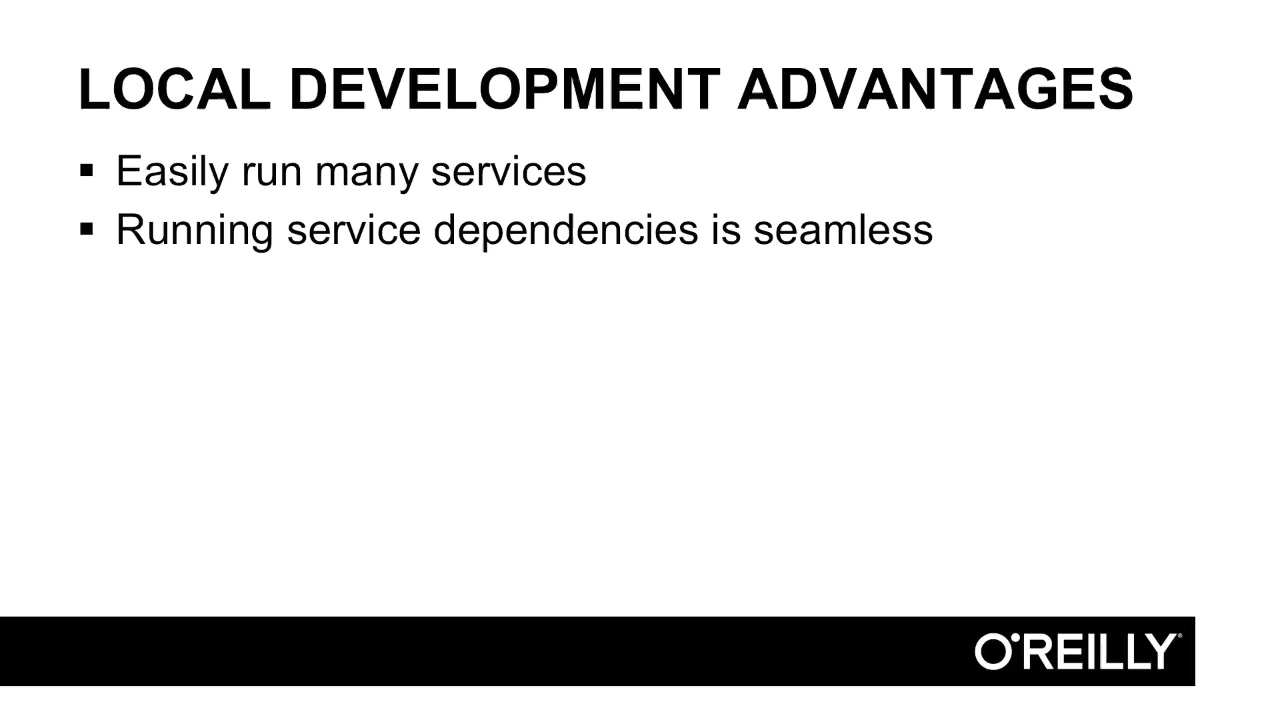 LOCAL DEVELOPMENT ADVANTAGES
▪ Easily run many services
▪ Running service dependencies is seamless
O'REILLY®